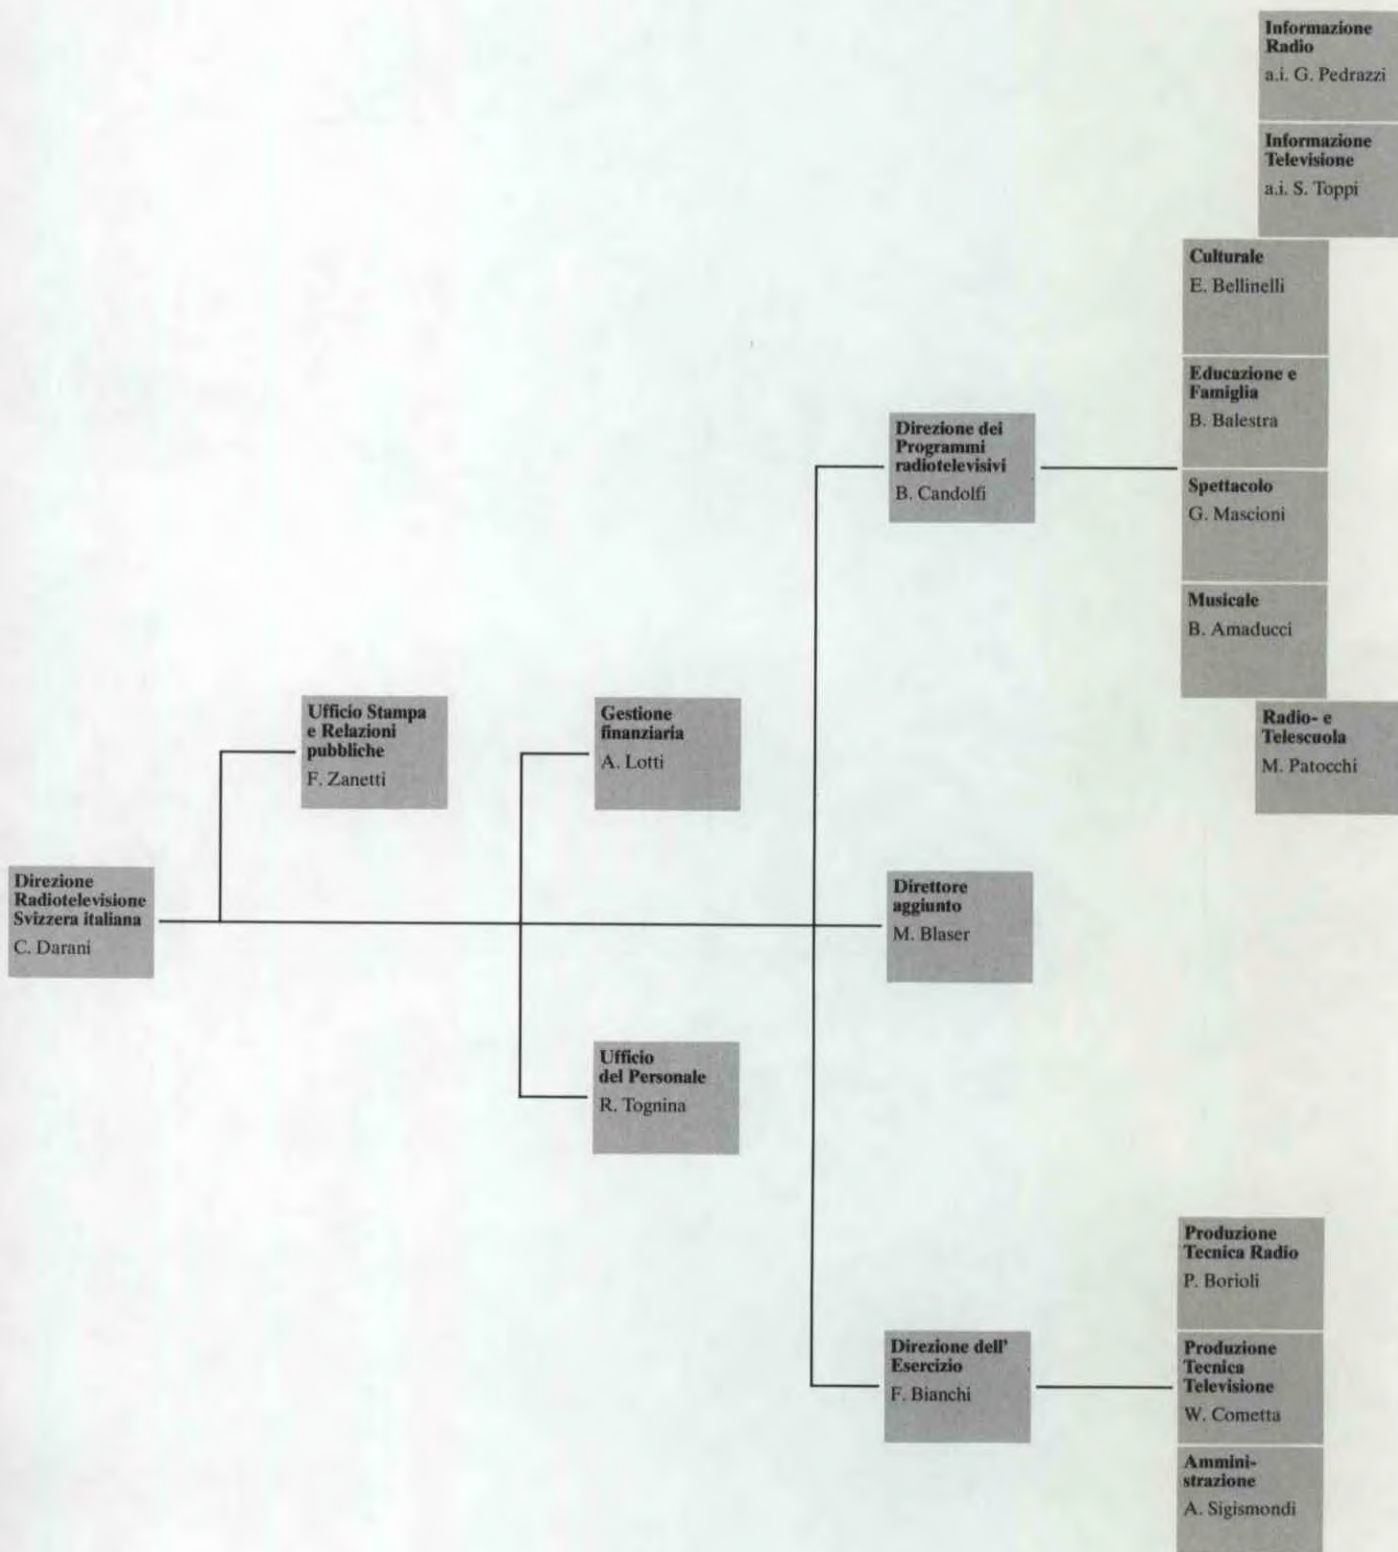 Informazione
Radio
a.i. G. Pedrazzi
Informazione
Televisione
a.i. S. Toppi
Culturale
E. Bellinelli
Educazione e
Famiglia
B. Balestra
Direzione dei
Programmi
radiotelevisivi
B. Candolfi
Spettacolo
G. Mascioni
Musicale
B. Amaducci
Radio- e
Telescuola
M. Patocchi
Ufficio Stampa
e Relazioni
pubbliche
F. Zanetti
Gestione
finanziaria
A. Lotti
Direzione
Radiotelevisione
Svizzera italiana
C. Darani
Direttore
aggiunto
M. Blaser
Ufficio
del Personale
R. Tognina
Produzione
Tecnica Radio
P. Borioli
Direzione dell'
Esercizio
F. Bianchi
Produzione
Tecnica
Televisione
W. Cometta
Ammini-
strazione
A. Sigismondi